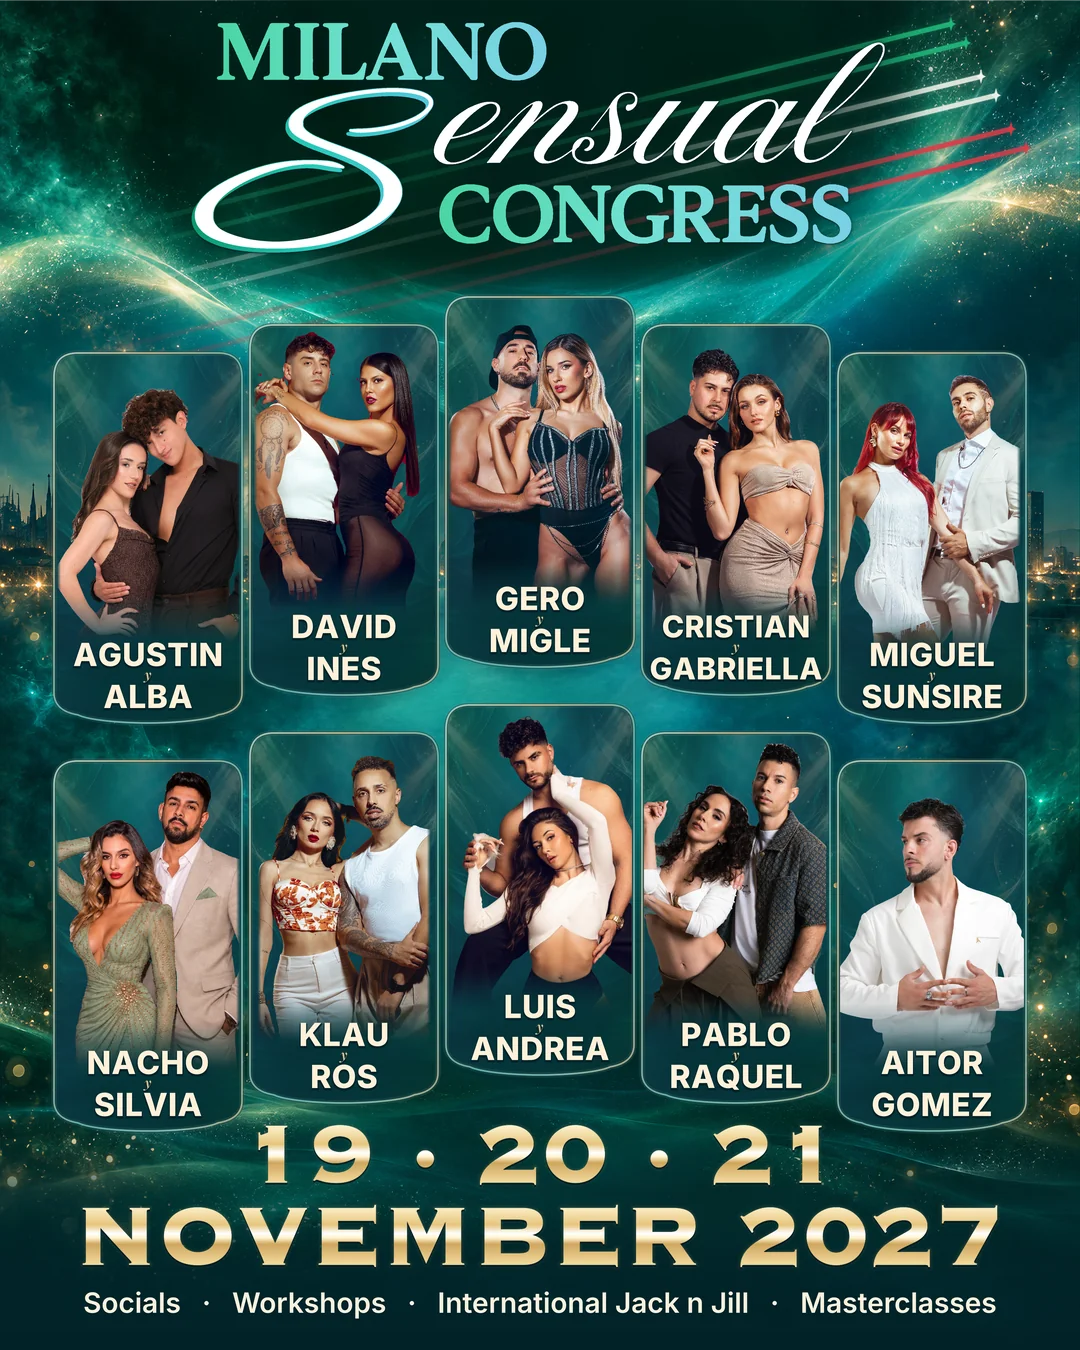 MILANO
Sensual
CONGRESS
AGUSTIN
y
ALBA
DAVID
y
INES
GERO
y
MIGLE
CRISTIAN
y
GABRIELLA
MIGUEL
y
SUNSIRE
NACHO
y
SILVIA
KLAU
y
ROS
LUIS
y
ANDREA
PABLO
y
RAQUEL
AITOR
GOMEZ
19 · 20 · 21
NOVEMBER 2027
Socials · Workshops · International Jack n Jill · Masterclasses